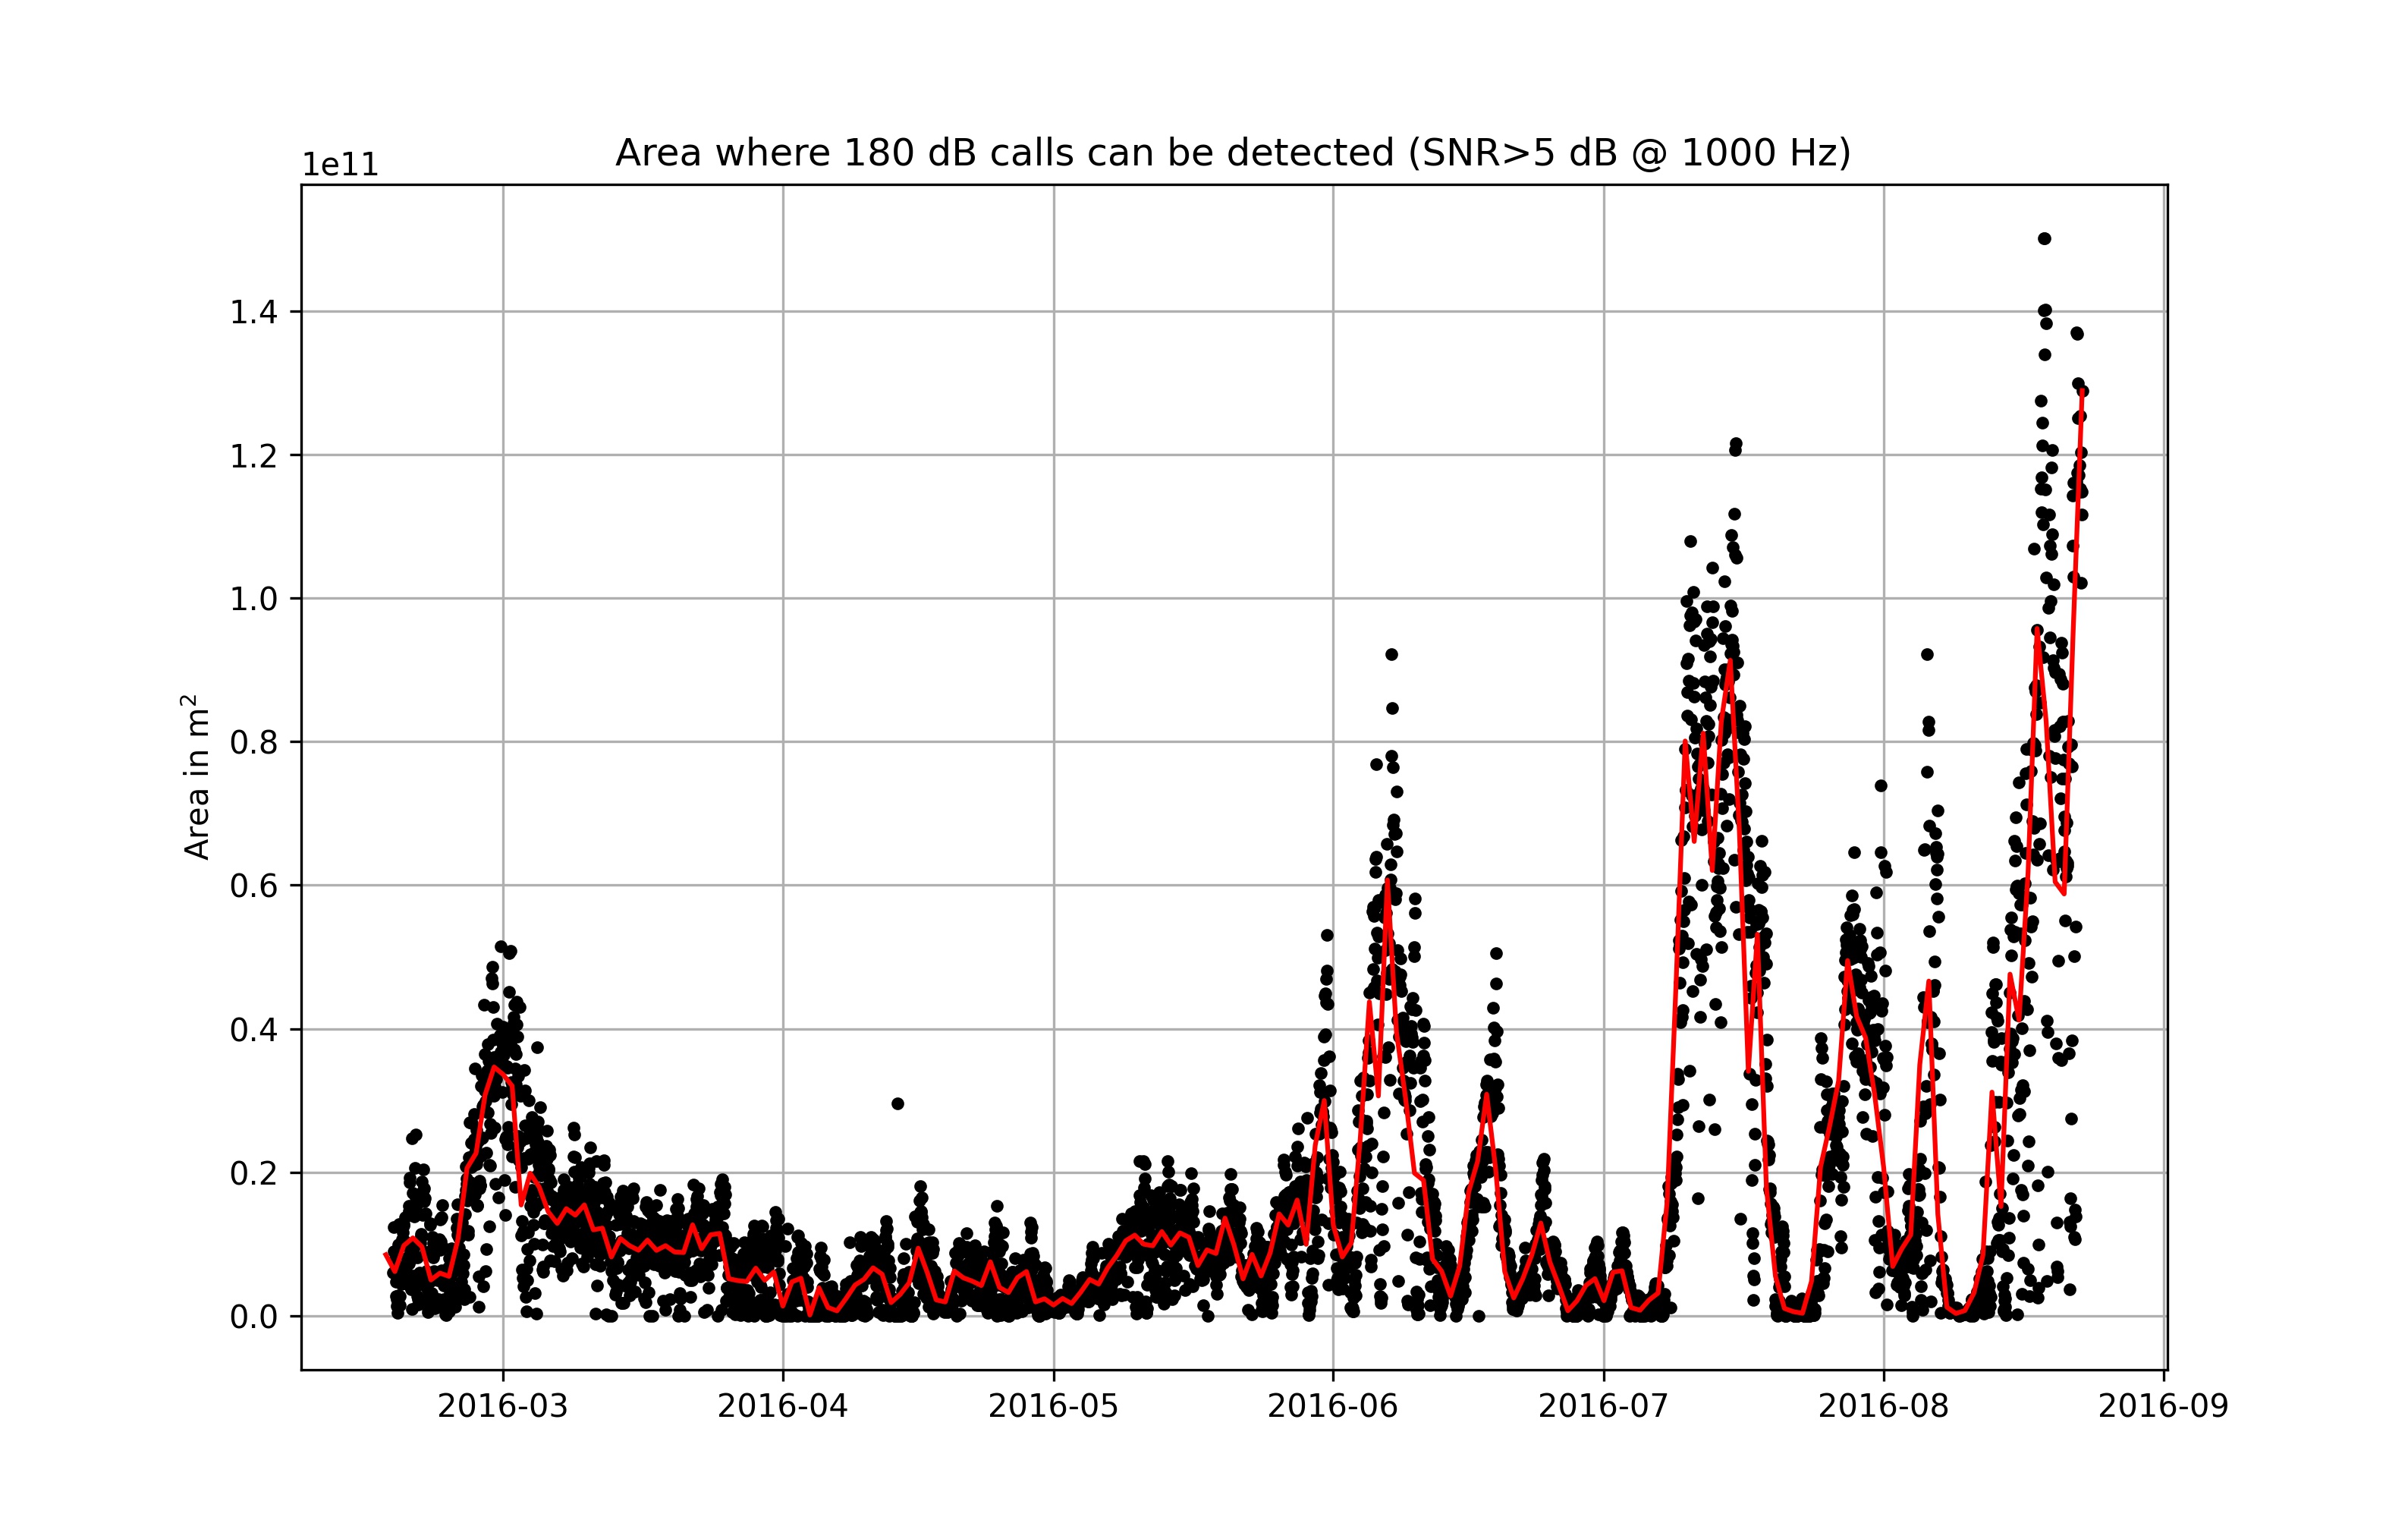 Area where 180 dB calls can be detected (SNR>5 dB @ 1000 Hz)
1e11
1.4
1.2
1.0
0.8
0.6
0.4
0.2
0.0
Area in m²
2016-03 2016-04 2016-05 2016-06 2016-07 2016-08 2016-09